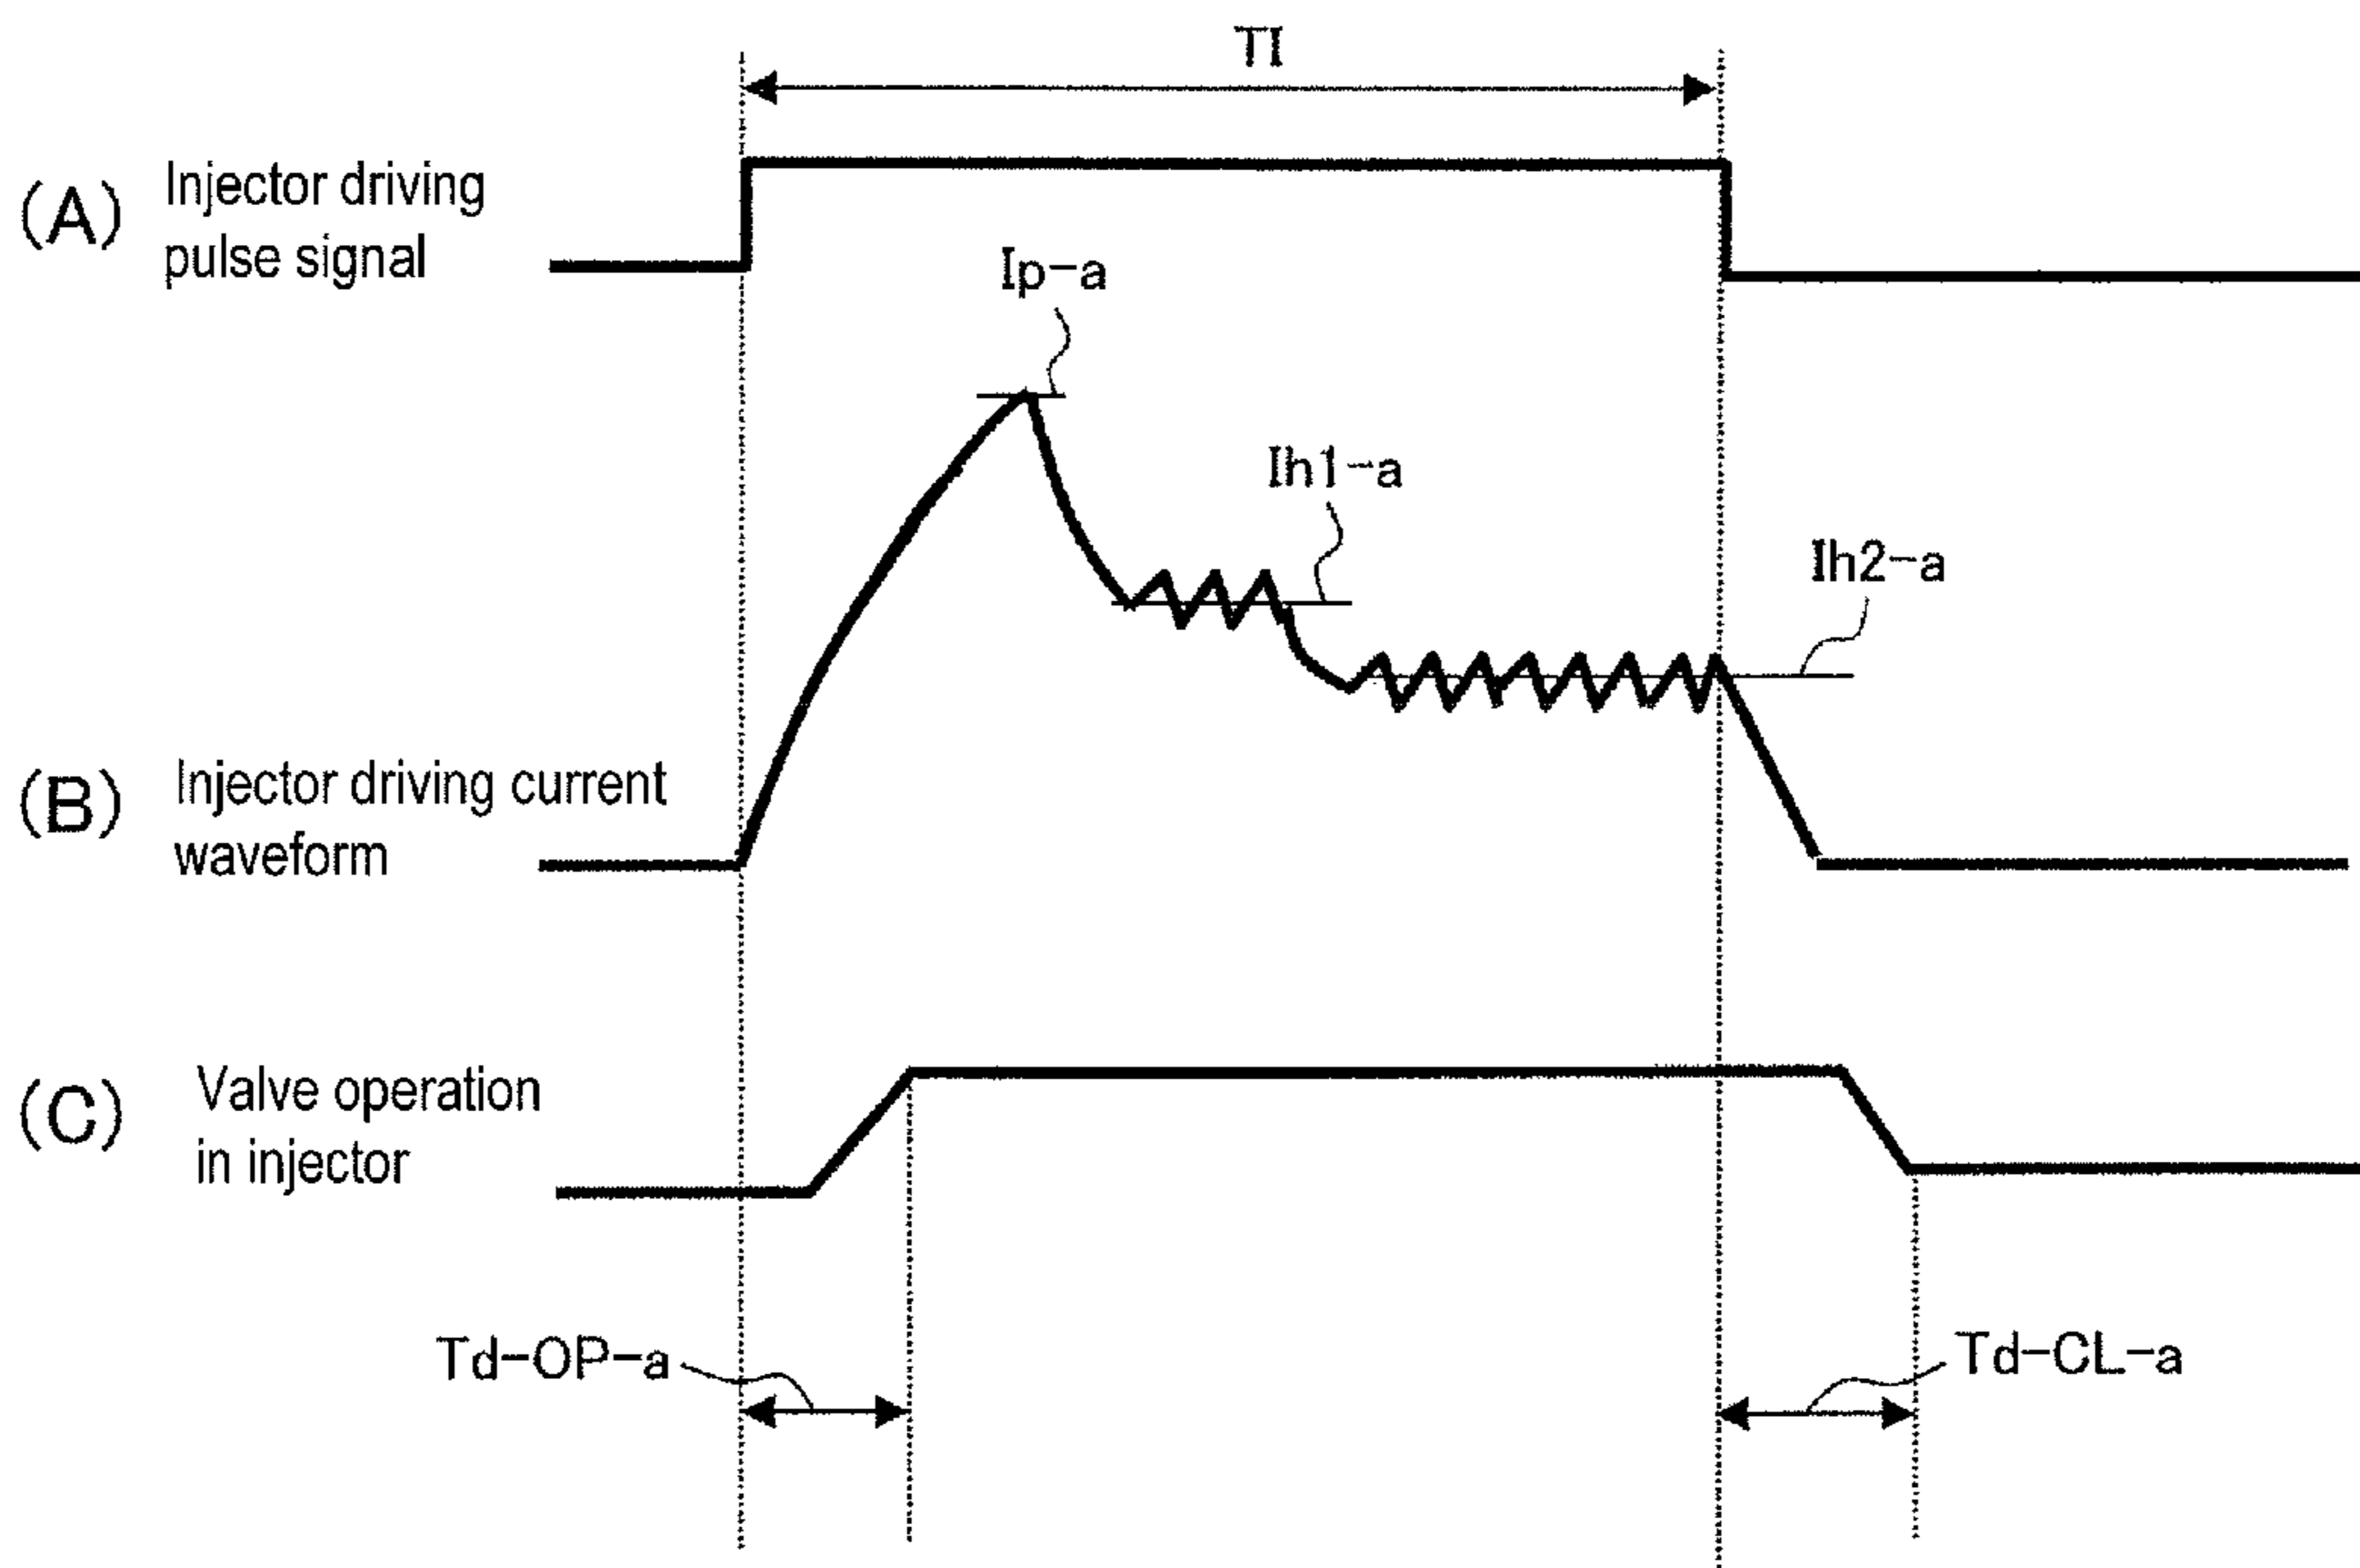 TI
(A) Injector driving
pulse signal
Ip-a
Ih1-a
Ih2-a
(B) Injector driving current
waveform
(C) Valve operation
in injector
Td-OP-a
Td-CL-a